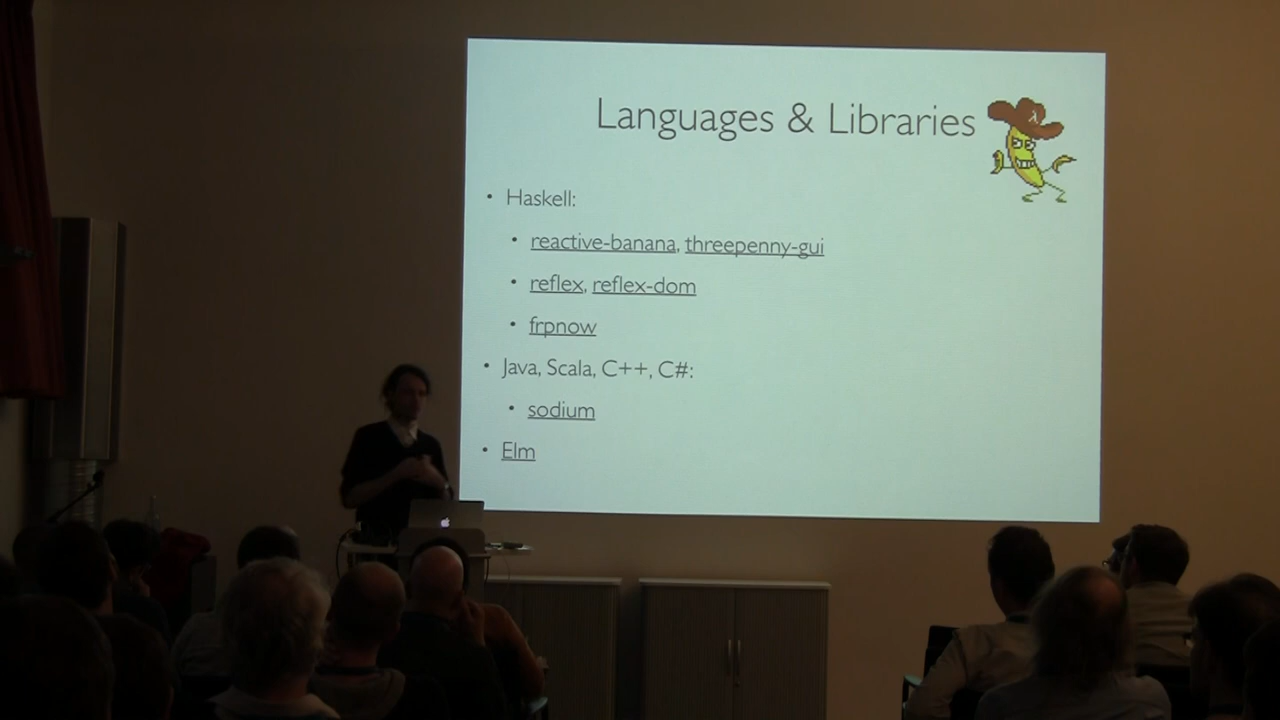 Languages & Libraries
• Haskell:
• reactive-banana, threepenny-gui
• reflex, reflex-dom
• frpnow
• Java, Scala, C++, C#:
• sodium
• Elm
λ